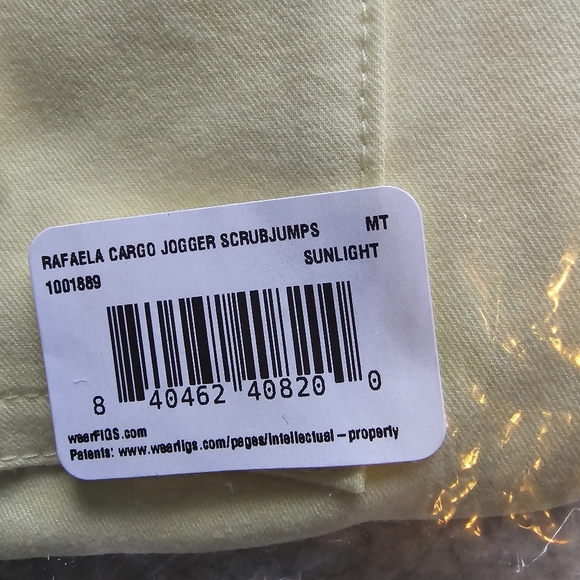 RAFAELA CARGO JOGGER SCRUBJUMPS MT
1001889 SUNLIGHT
8 40462 40820 0
wearFIGS.com
Patents: www.wearfigs.com/pages/intellectual-property